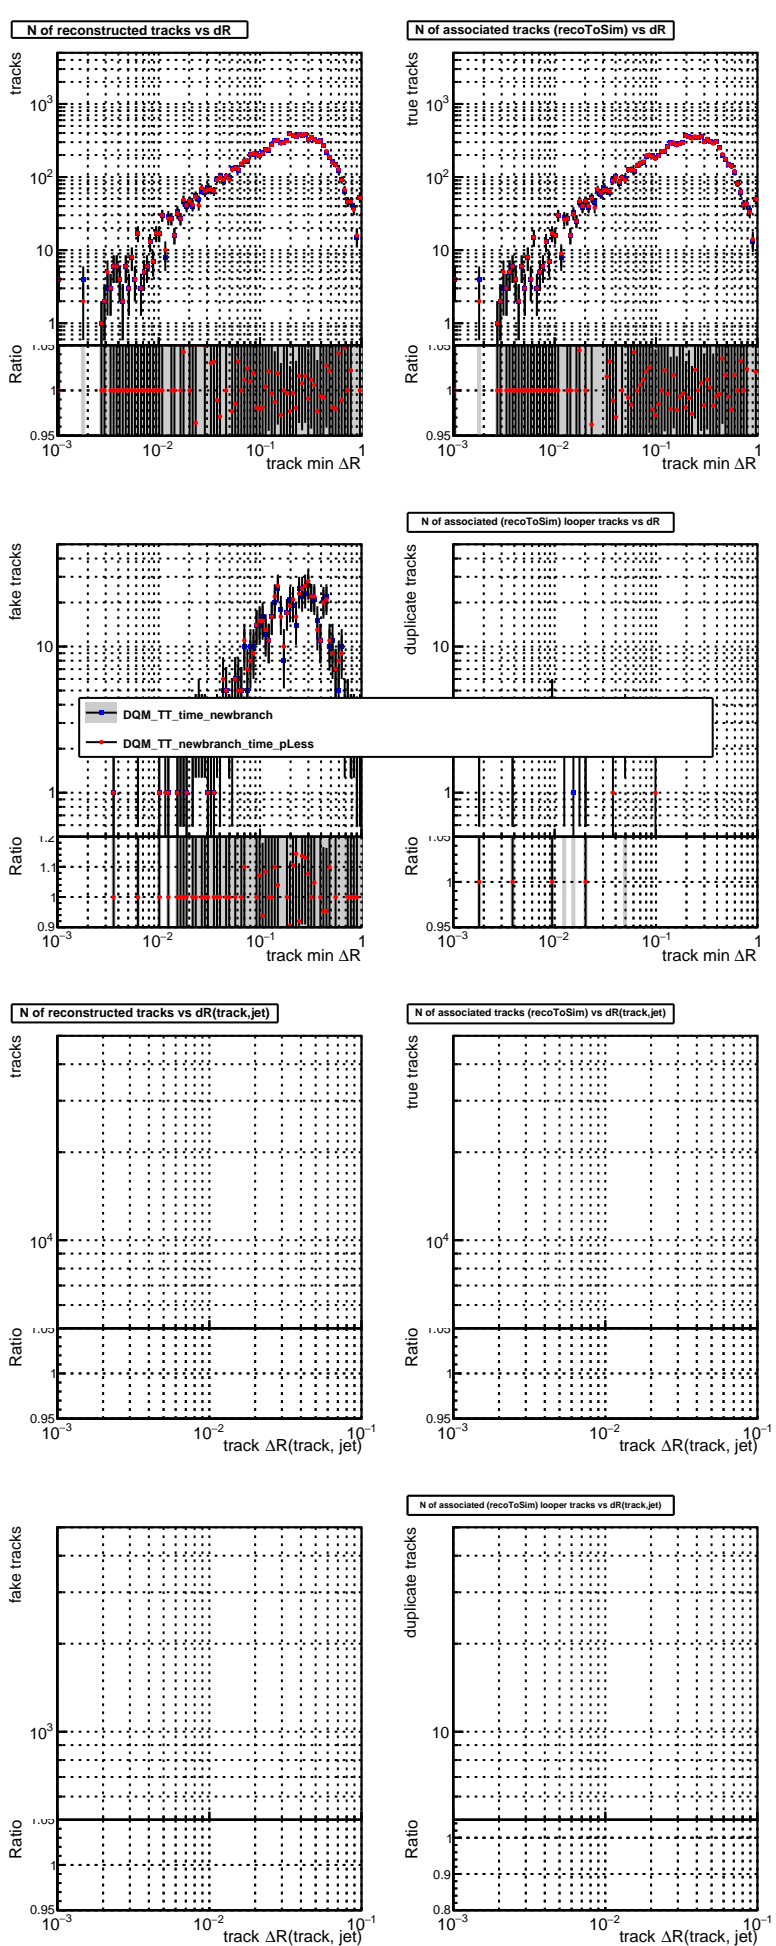 N of reconstructed tracks vs dR
N of associated tracks (recoToSim) vs dR
tracks
10³
10²
10
1
Ratio
1.05
1
0.95
10⁻²
10⁻¹
1
track min ΔR
true tracks
10³
10²
10
1
Ratio
1.05
1
0.95
10⁻³
10⁻²
10⁻¹
1
track min ΔR
N of associated (recoToSim) looper tracks vs dR
fake tracks
10
1
Ratio
1.2
1.1
1
0.9
10⁻³
10⁻²
10⁻¹
1
track min ΔR
duplicate tracks
10
1
Ratio
1.05
1
0.95
10⁻³
10⁻²
10⁻¹
1
track min ΔR
DQM_TT_time_newbranch
DQM_TT_newbranch_time_pLess
N of reconstructed tracks vs dR(track,jet)
N of associated tracks (recoToSim) vs dR(track,jet)
tracks
10⁴
Ratio
1.05
1
0.95
10⁻³
10⁻²
10⁻¹
track ΔR(track, jet)
true tracks
10⁴
Ratio
1.05
1
0.95
10⁻³
10⁻²
10⁻¹
track ΔR(track, jet)
N of associated (recoToSim) looper tracks vs dR(track,jet)
fake tracks
10³
Ratio
1.05
1
0.95
10⁻³
10⁻²
10⁻¹
track ΔR(track, jet)
duplicate tracks
10
Ratio
1
0.9
0.8
10⁻³
10⁻²
10⁻¹
track ΔR(track, jet)